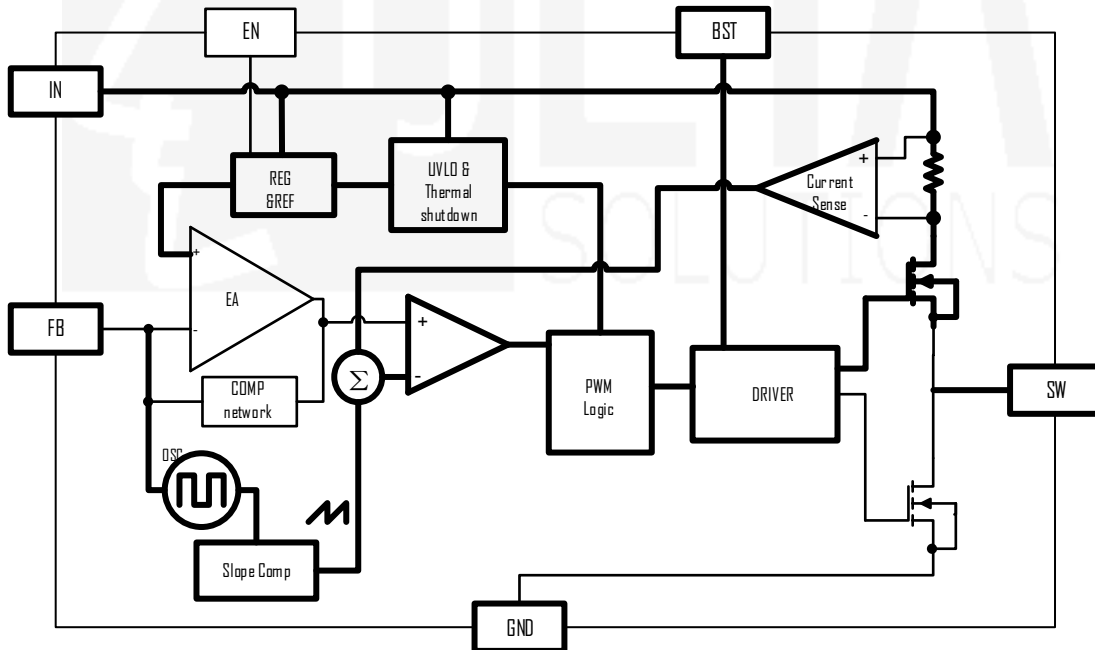 EN
BST
IN
REG
&REF
UVLO &
Thermal
shutdown
+
Current
Sense
-
+
EA
-
FB
+
-
Σ
COMP
network
PWM
Logic
DRIVER
SW
OSC
Slope Comp
GND
SOLUTIONS